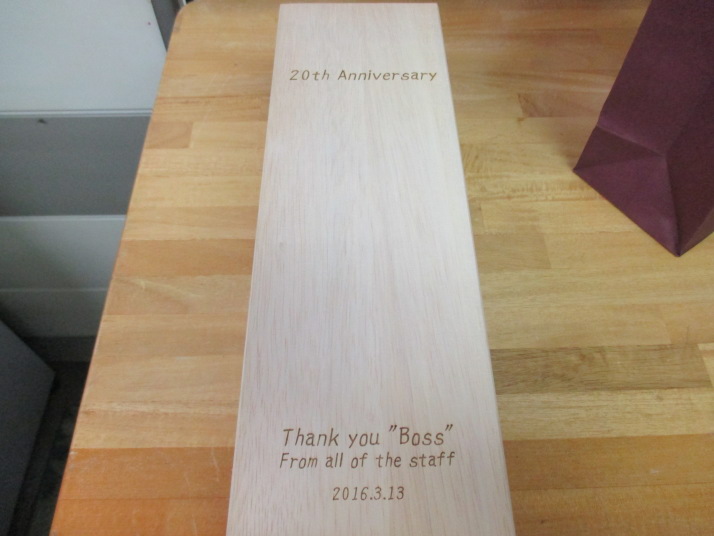 20th Anniversary
Thank you "Boss"
From all of the staff
2016.3.13